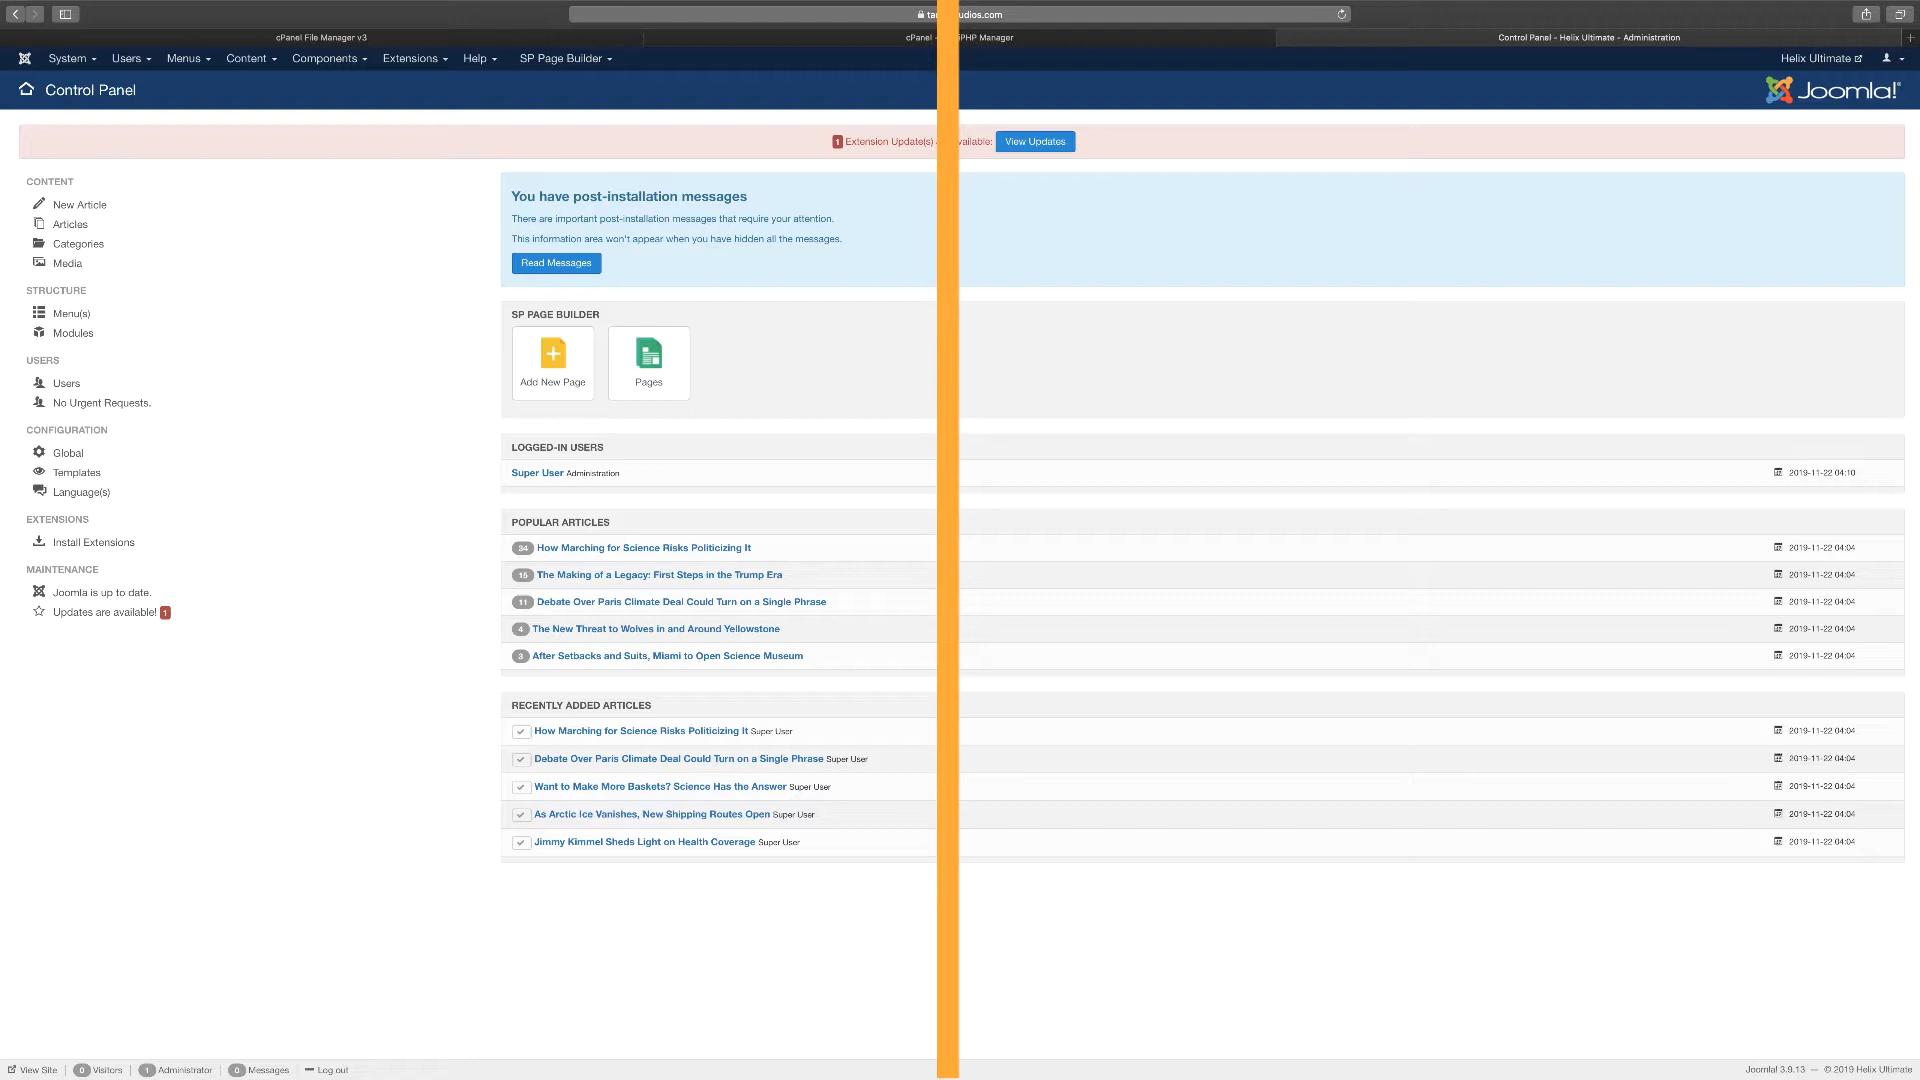 cPanel File Manager v3
PHP Manager
Control Panel - Helix Ultimate - Administration
System Users Menus Content Components Extensions Help SP Page Builder Helix Ultimate
Control Panel
Joomla!
1 Extension Update(s) View Updates
CONTENT
New Article
Articles
Categories
Media
STRUCTURE
Menu(s)
Modules
USERS
Users
No Urgent Requests.
CONFIGURATION
Global
Templates
Language(s)
EXTENSIONS
Install Extensions
MAINTENANCE
Joomla is up to date.
Updates are available! 1
You have post-installation messages
There are important post-installation messages that require your attention.
This information area won't appear when you have hidden all the messages.
Read Messages
SP PAGE BUILDER
Add New Page Pages
LOGGED-IN USERS
Super User Administration 2019-11-22 04:10
POPULAR ARTICLES
34 How Marching for Science Risks Politicizing It 2019-11-22 04:04
15 The Making of a Legacy: First Steps in the Trump Era 2019-11-22 04:04
11 Debate Over Paris Climate Deal Could Turn on a Single Phrase 2019-11-22 04:04
4 The New Threat to Wolves in and Around Yellowstone 2019-11-22 04:04
3 After Setbacks and Suits, Miami to Open Science Museum 2019-11-22 04:04
RECENTLY ADDED ARTICLES
How Marching for Science Risks Politicizing It Super User 2019-11-22 04:04
Debate Over Paris Climate Deal Could Turn on a Single Phrase Super User 2019-11-22 04:04
Want to Make More Baskets? Science Has the Answer Super User 2019-11-22 04:04
As Arctic Ice Vanishes, New Shipping Routes Open Super User 2019-11-22 04:04
Jimmy Kimmel Sheds Light on Health Coverage Super User 2019-11-22 04:04
View Site 0 Visitors 1 Administrator 0 Messages Log out Joomla! 3.9.13 — © 2019 Helix Ultimate